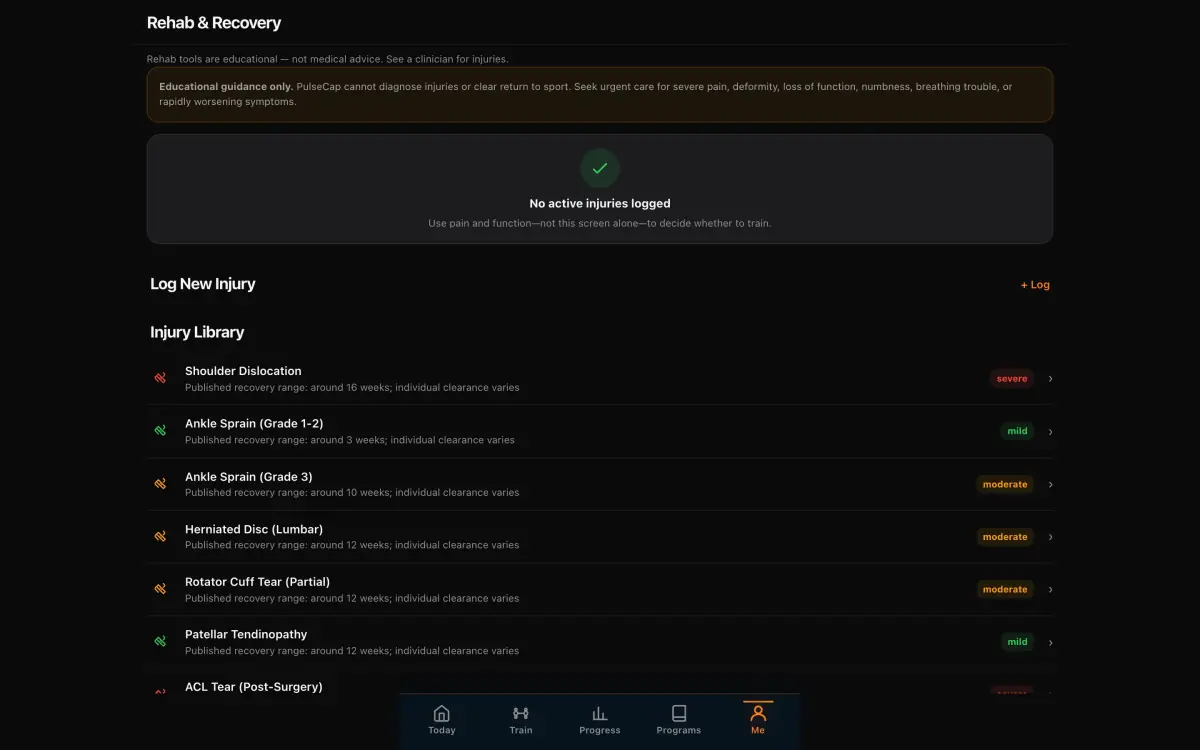 Rehab & Recovery
Rehab tools are educational — not medical advice. See a clinician for injuries.
Educational guidance only. PulseCap cannot diagnose injuries or clear return to sport. Seek urgent care for severe pain, deformity, loss of function, numbness, breathing trouble, or
rapidly worsening symptoms.
No active injuries logged
Use pain and function—not this screen alone—to decide whether to train.
Log New Injury
+ Log
Injury Library
Shoulder Dislocation
Published recovery range: around 16 weeks; individual clearance varies
severe
Ankle Sprain (Grade 1-2)
Published recovery range: around 3 weeks; individual clearance varies
mild
Ankle Sprain (Grade 3)
Published recovery range: around 10 weeks; individual clearance varies
moderate
Herniated Disc (Lumbar)
Published recovery range: around 12 weeks; individual clearance varies
moderate
Rotator Cuff Tear (Partial)
Published recovery range: around 12 weeks; individual clearance varies
moderate
Patellar Tendinopathy
Published recovery range: around 12 weeks; individual clearance varies
mild
ACL Tear (Post-Surgery)
Today
Train
Progress
Programs
Me